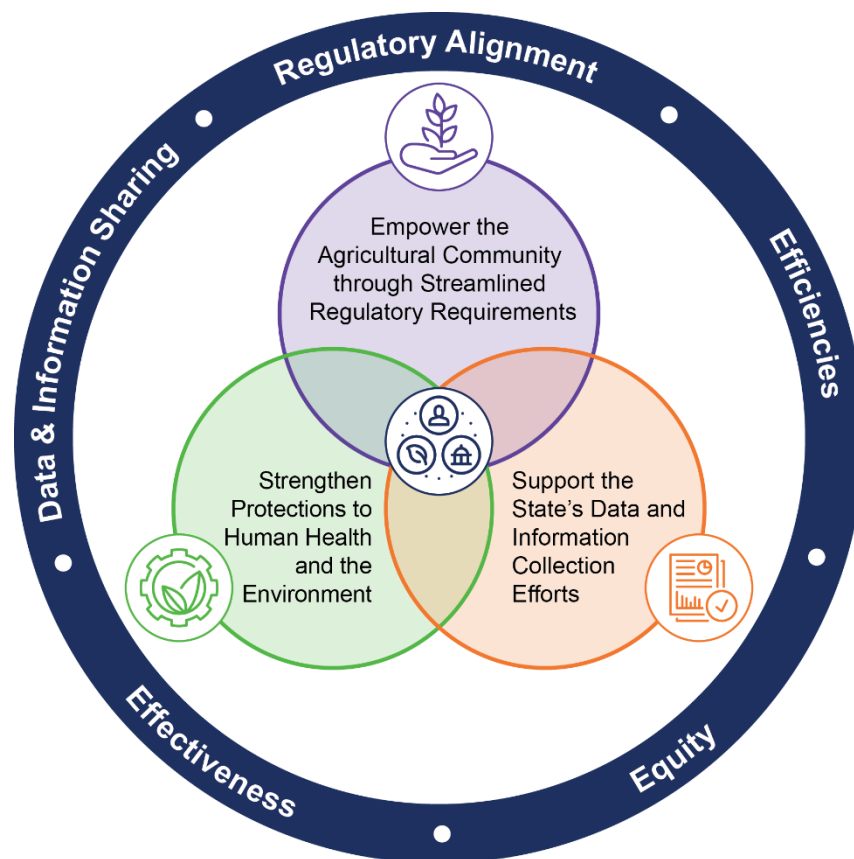 Regulatory Alignment
Efficiencies
Equity
Effectiveness
Data & Information Sharing
Empower the
Agricultural Community
through Streamlined
Regulatory Requirements
Strengthen
Protections to
Human Health
and the
Environment
Support the
State’s Data and
Information
Collection
Efforts